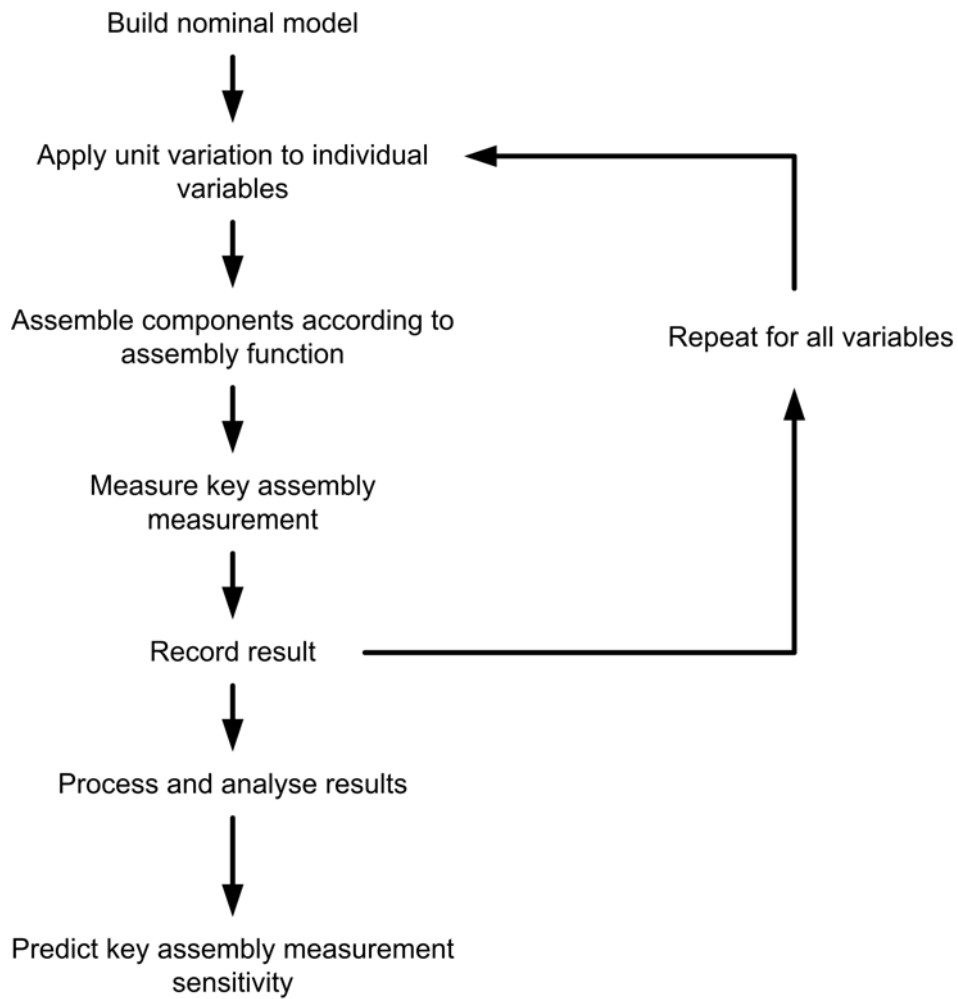 Build nominal model
Apply unit variation to individual
variables
Assemble components according to
assembly function
Repeat for all variables
Measure key assembly
measurement
Record result
Process and analyse results
Predict key assembly measurement
sensitivity